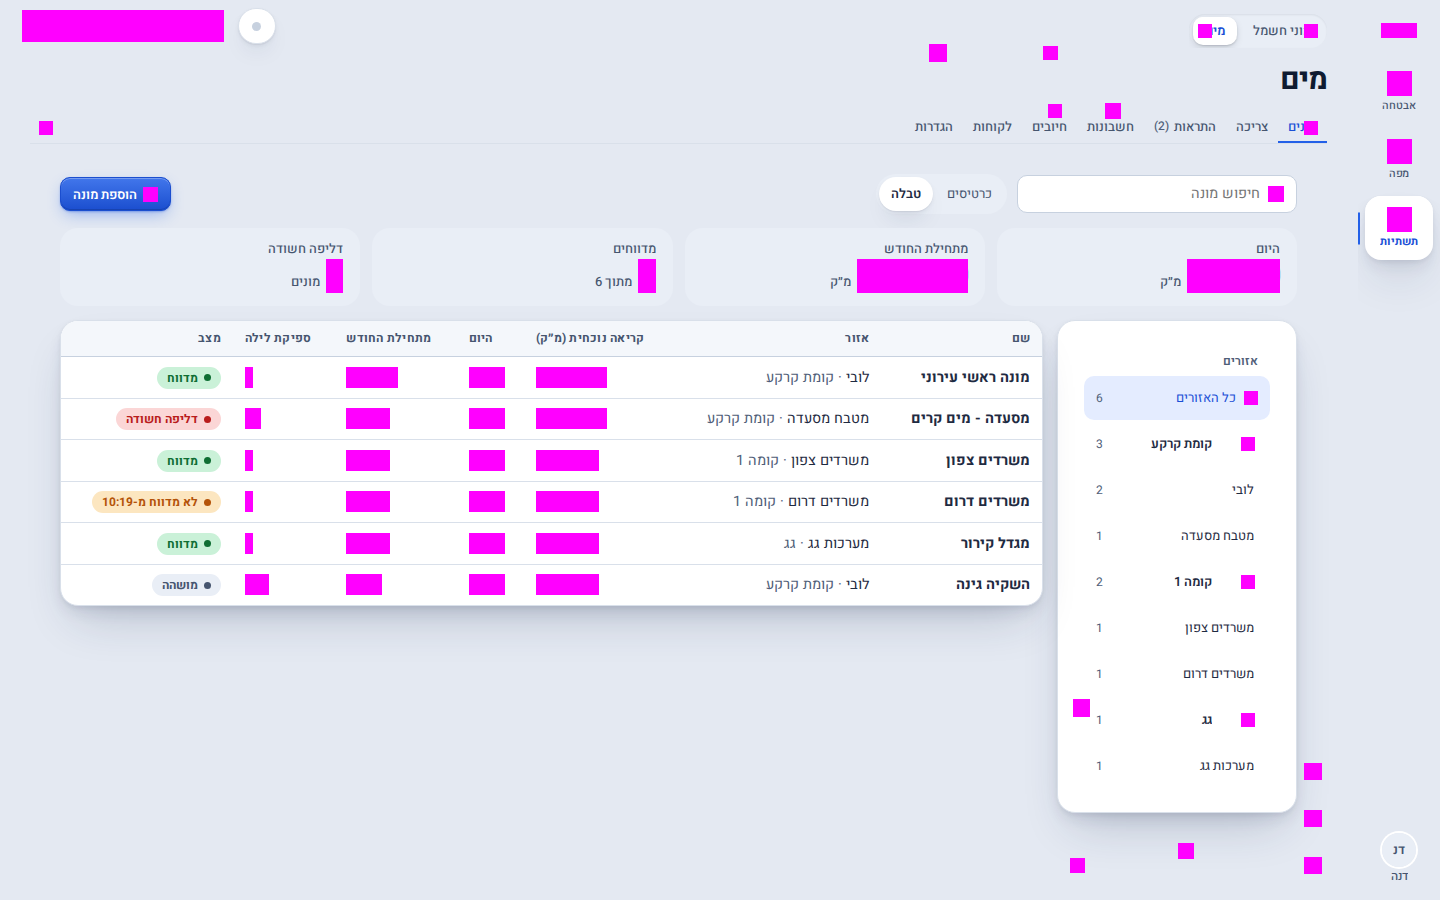 אבטחה
מפה
תשתיות
דנ
דנה
וני חשמל
מי
מים
נים
צריכה
התראות (2)
חשבונות
חיובים
לקוחות
הגדרות
חיפוש מונה
כרטיסים
טבלה
הוספת מונה
היום
מ״ק
מתחילת החודש
מ״ק
מדווחים
מתוך 6
דליפה חשודה
מונים
אזורים
כל האזורים 6
קומת קרקע 3
לובי 2
מטבח מסעדה 1
קומה 1 2
משרדים צפון 1
משרדים דרום 1
גג 1
מערכות גג 1
שם אזור קריאה נוכחית (מ״ק) היום מתחילת החודש ספיקת לילה מצב
מונה ראשי עירוני לובי · קומת קרקע מדווח
מסעדה - מים קרים מטבח מסעדה · קומת קרקע דליפה חשודה
משרדים צפון משרדים צפון · קומה 1 מדווח
משרדים דרום משרדים דרום · קומה 1 לא מדווח מ-10:19
מגדל קירור מערכות גג · גג מדווח
השקיה גינה לובי · קומת קרקע מושהה